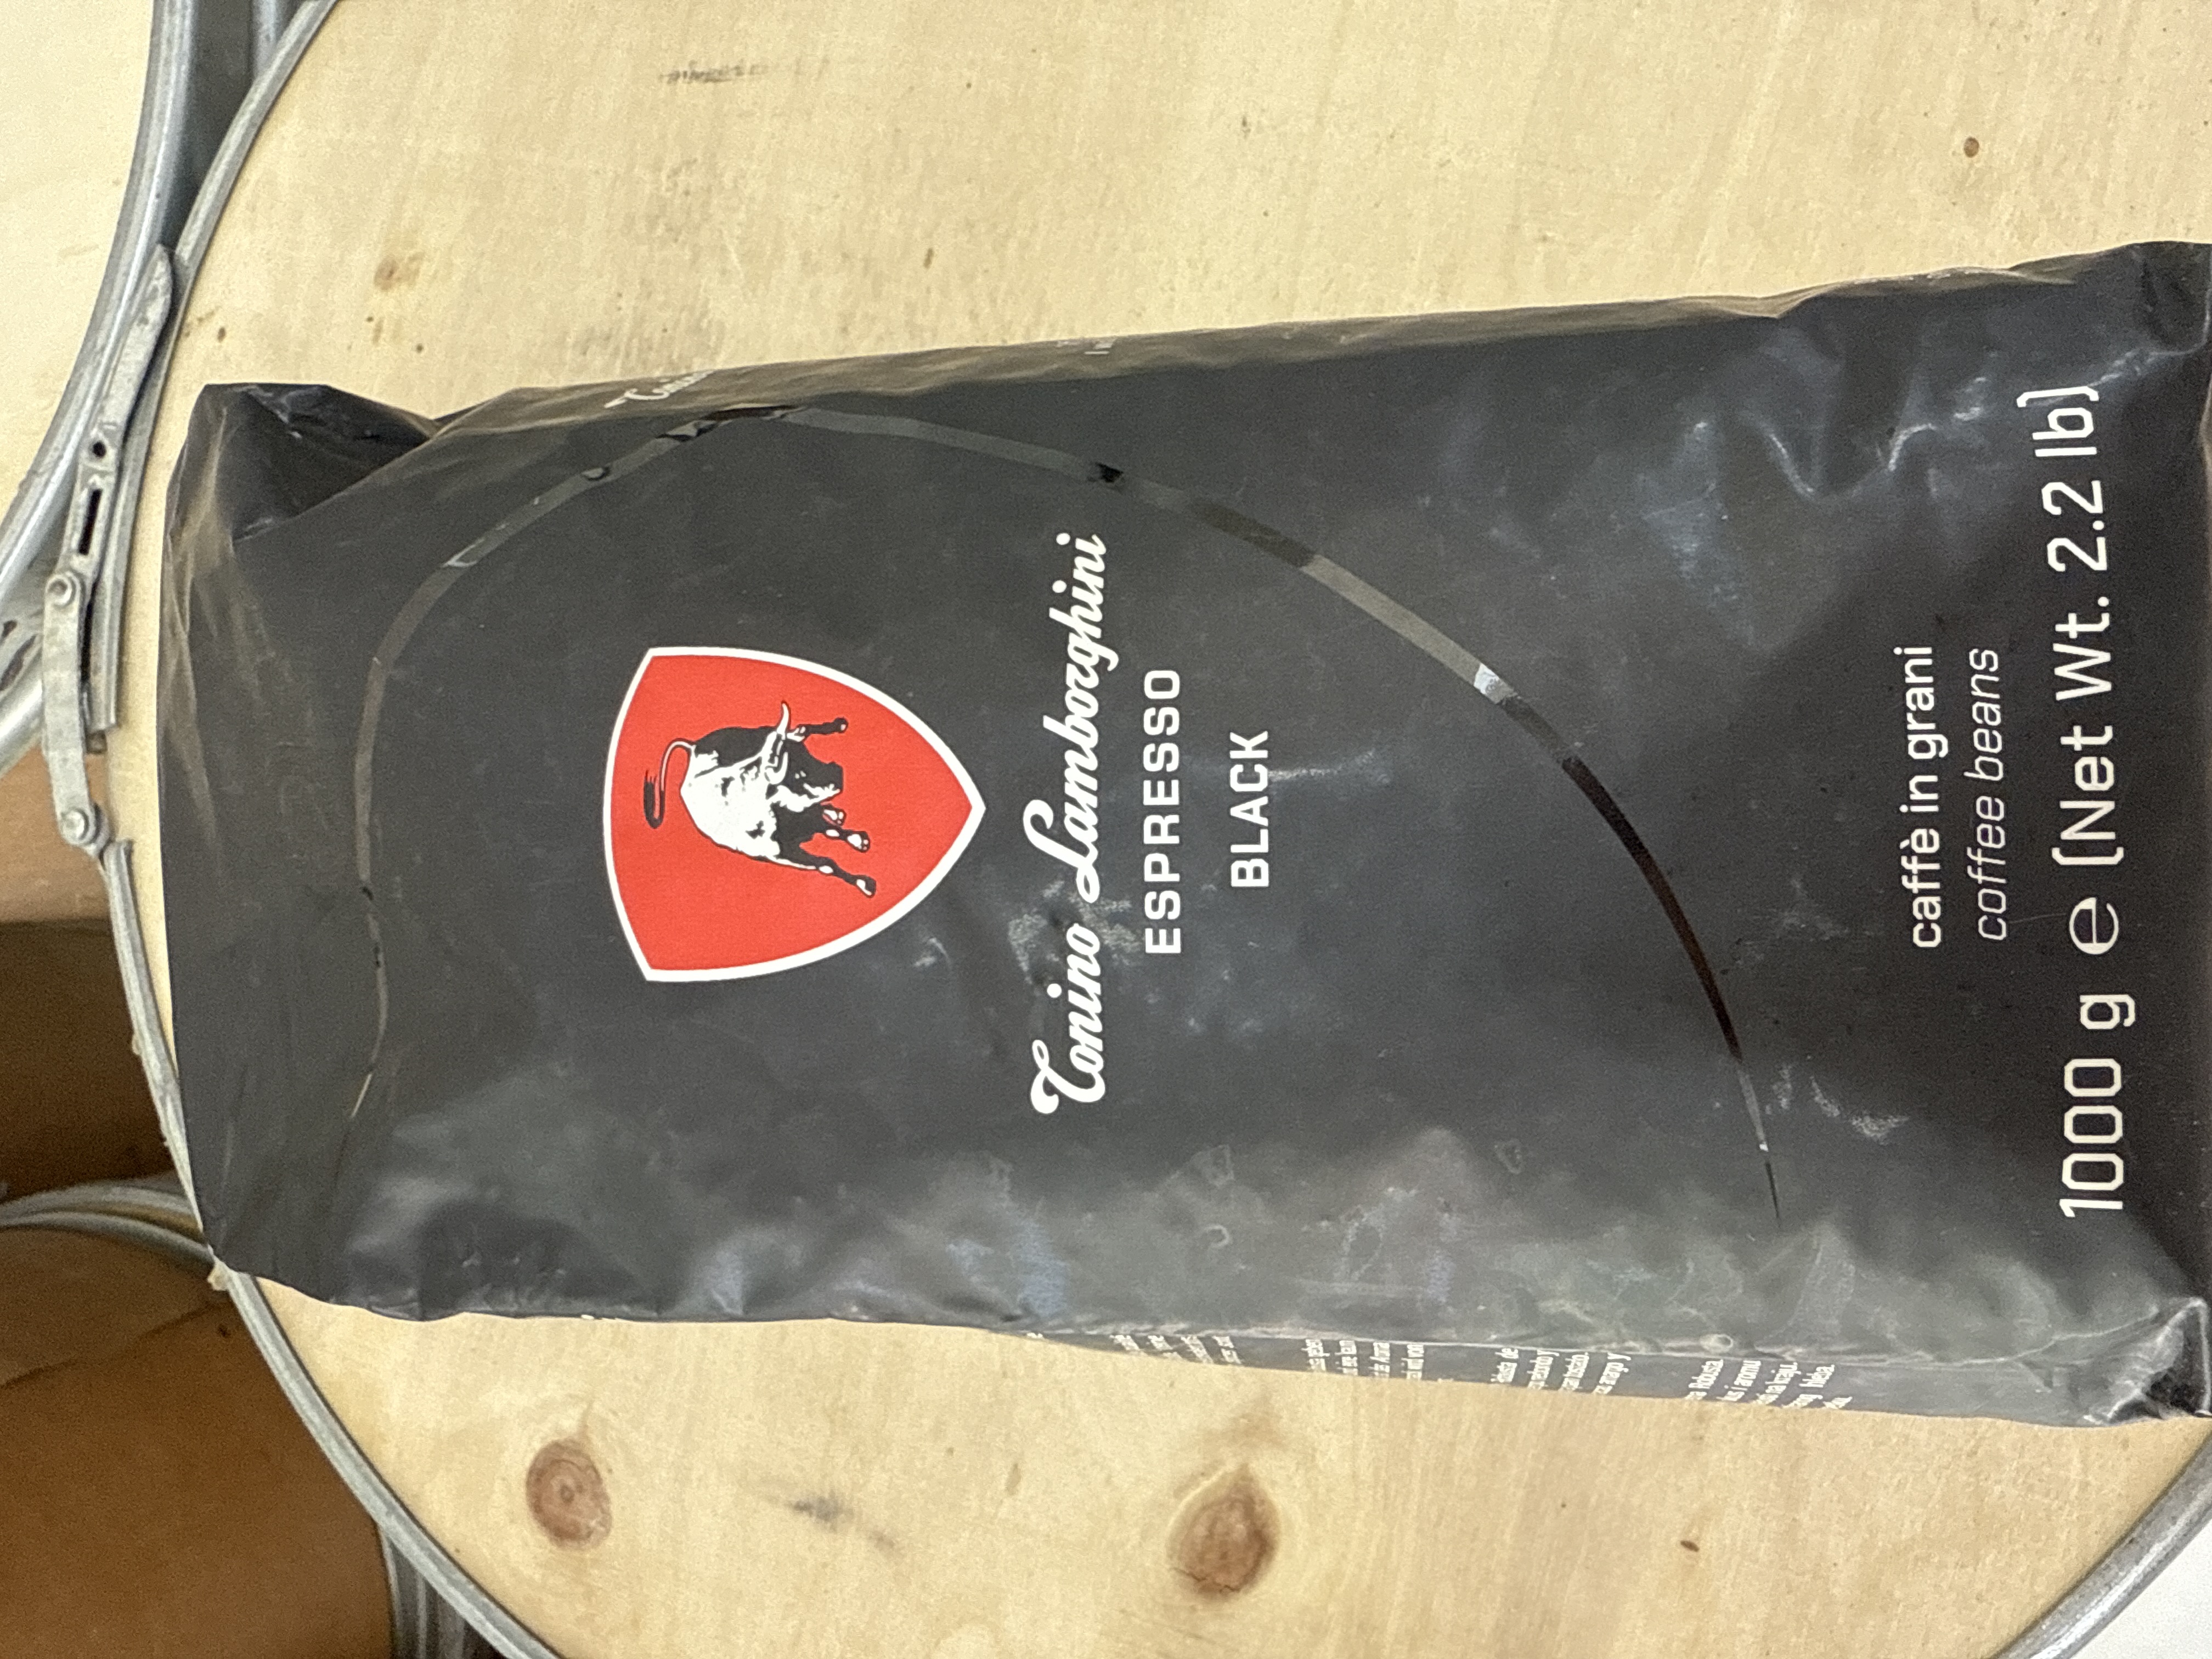 Tonino Lamborghini
ESPRESSO
BLACK
caffè in grani
coffee beans
1000 g ℮ (Net Wt. 2.2 lb)